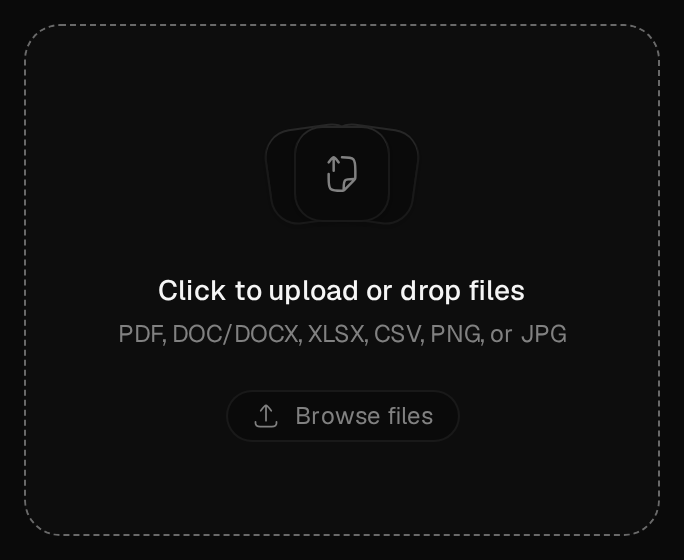 Click to upload or drop files
PDF, DOC/DOCX, XLSX, CSV, PNG, or JPG
Browse files